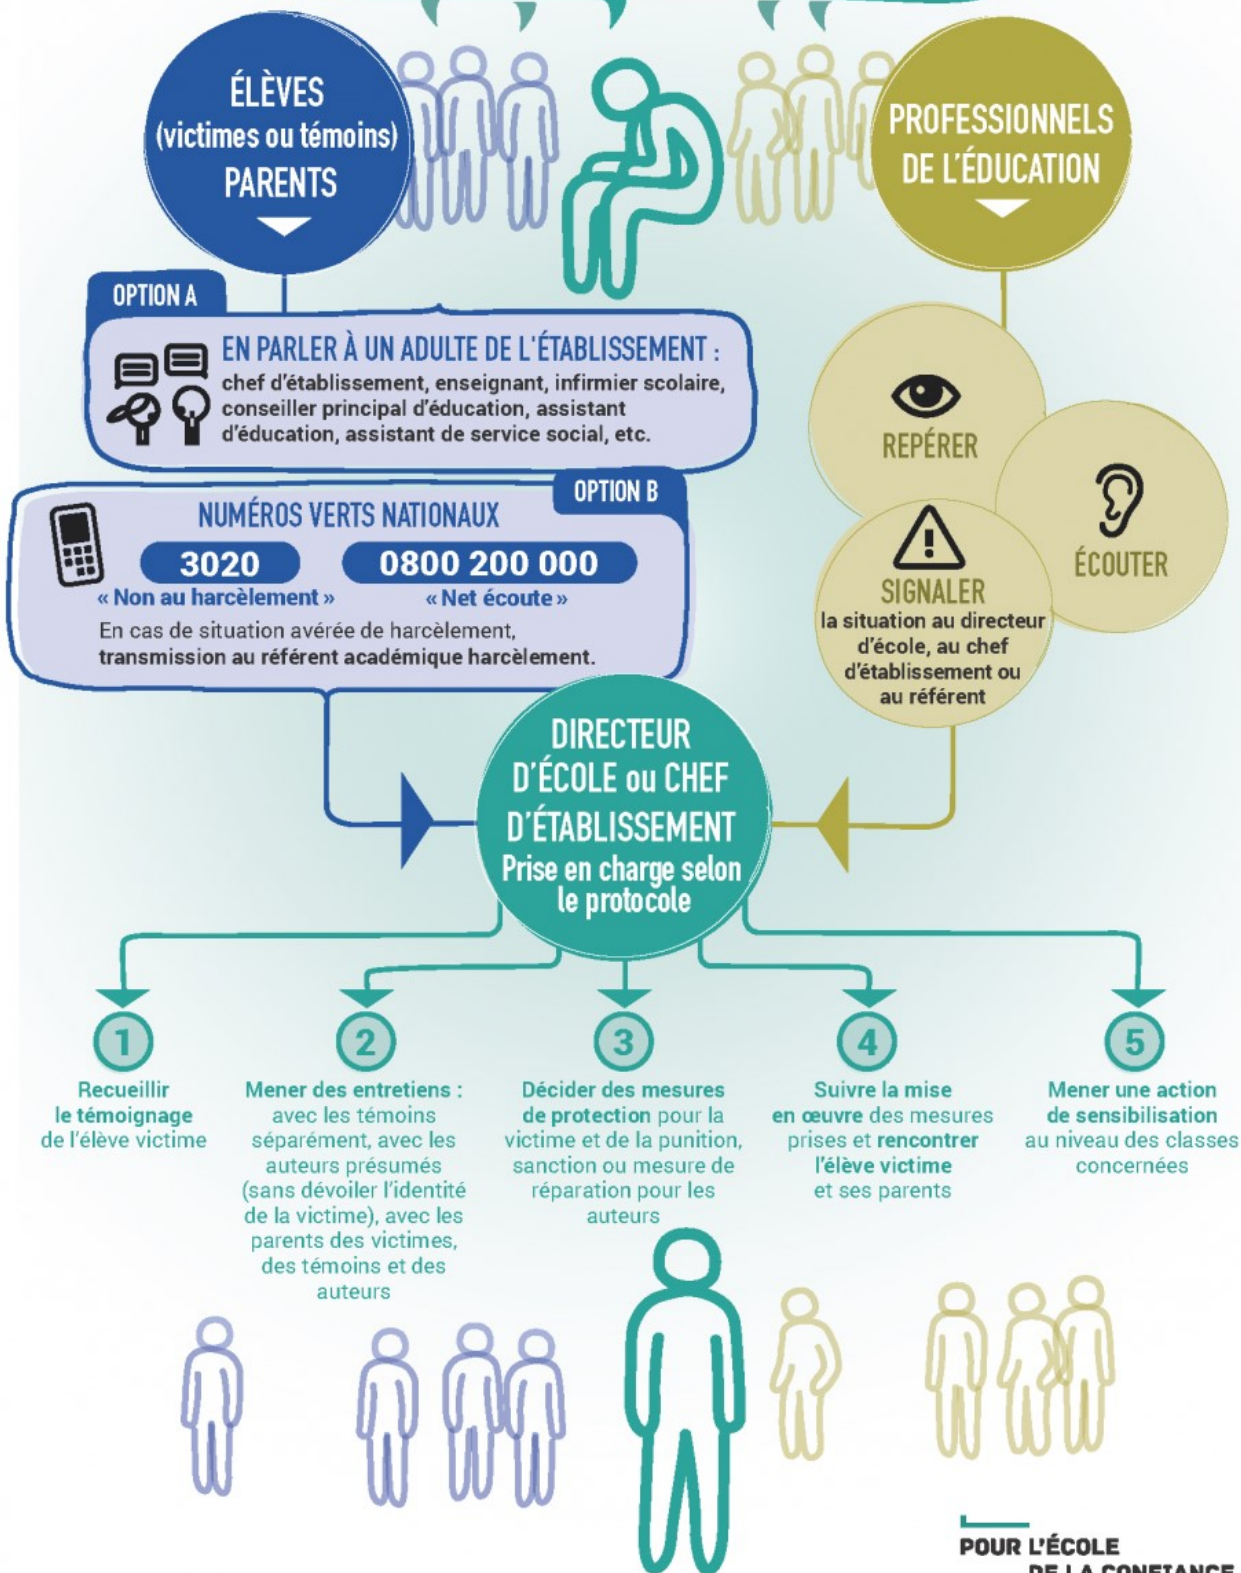 ÉLÈVES
(victimes ou témoins)
PARENTS
PROFESSIONNELS
DE L'ÉDUCATION
OPTION A
EN PARLER À UN ADULTE DE L'ÉTABLISSEMENT :
chef d'établissement, enseignant, infirmier scolaire,
conseiller principal d'éducation, assistant
d'éducation, assistant de service social, etc.
OPTION B
NUMÉROS VERTS NATIONAUX
3020
« Non au harcèlement »
0800 200 000
« Net écoute »
En cas de situation avérée de harcèlement,
transmission au référent académique harcèlement.
REPÉRER
ÉCOUTER
SIGNALER
la situation au directeur
d'école, au chef
d'établissement ou
au référent
DIRECTEUR
D'ÉCOLE ou CHEF
D'ÉTABLISSEMENT
Prise en charge selon
le protocole
1
Recueillir
le témoignage
de l'élève victime
2
Mener des entretiens :
avec les témoins
séparément, avec les
auteurs présumés
(sans dévoiler l'identité
de la victime), avec les
parents des victimes,
des témoins et des
auteurs
3
Décider des mesures
de protection pour la
victime et de la punition,
sanction ou mesure de
réparation pour les
auteurs
4
Suivre la mise
en œuvre des mesures
prises et rencontrer
l'élève victime
et ses parents
5
Mener une action
de sensibilisation
au niveau des classes
concernées
POUR L'ÉCOLE
DE LA CONFIANCE